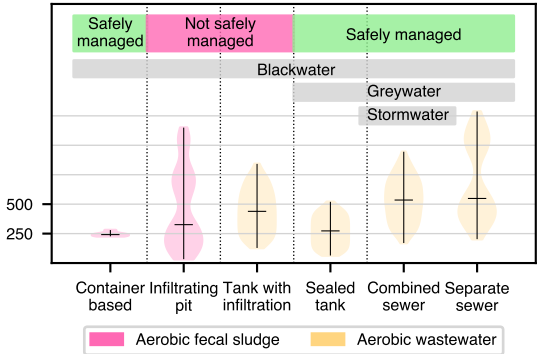 Safely
managed
Not safely
managed
Safely managed
Blackwater
Greywater
Stormwater
500
250
Container
based
Infiltrating
pit
Tank with
infiltration
Sealed
tank
Combined
sewer
Separate
sewer
Aerobic fecal sludge
Aerobic wastewater